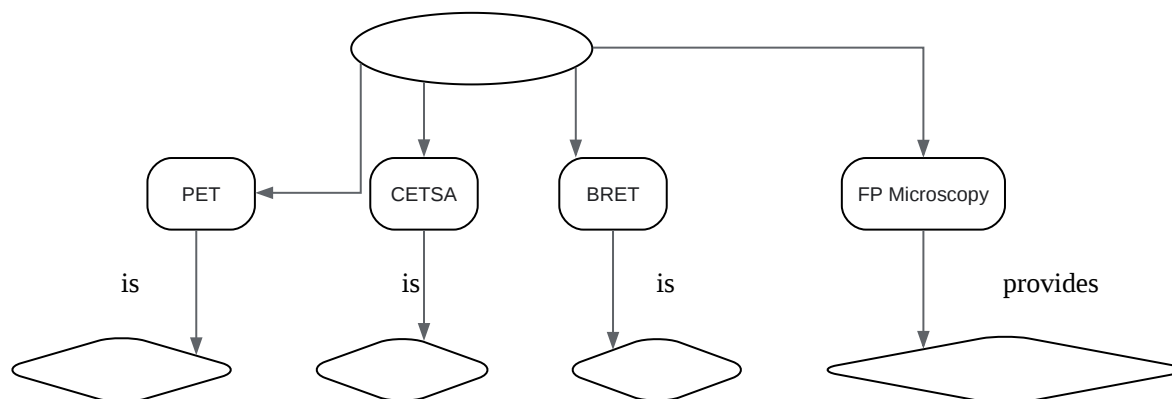 PET
CETSA
BRET
FP Microscopy
is
is
is
provides